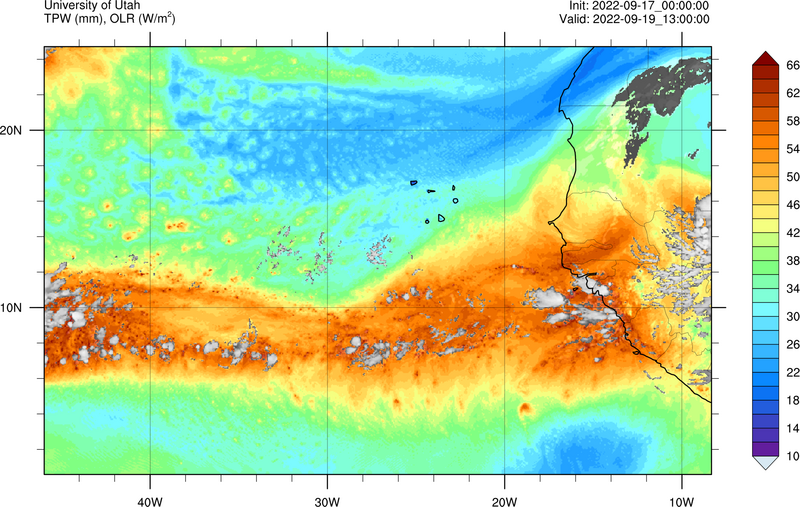 University of Utah
TPW (mm), OLR (W/m²)
Init: 2022-09-17_00:00:00
Valid: 2022-09-19_13:00:00
20N
10N
40W
30W
20W
10W
66
62
58
54
50
46
42
38
34
30
26
22
18
14
10